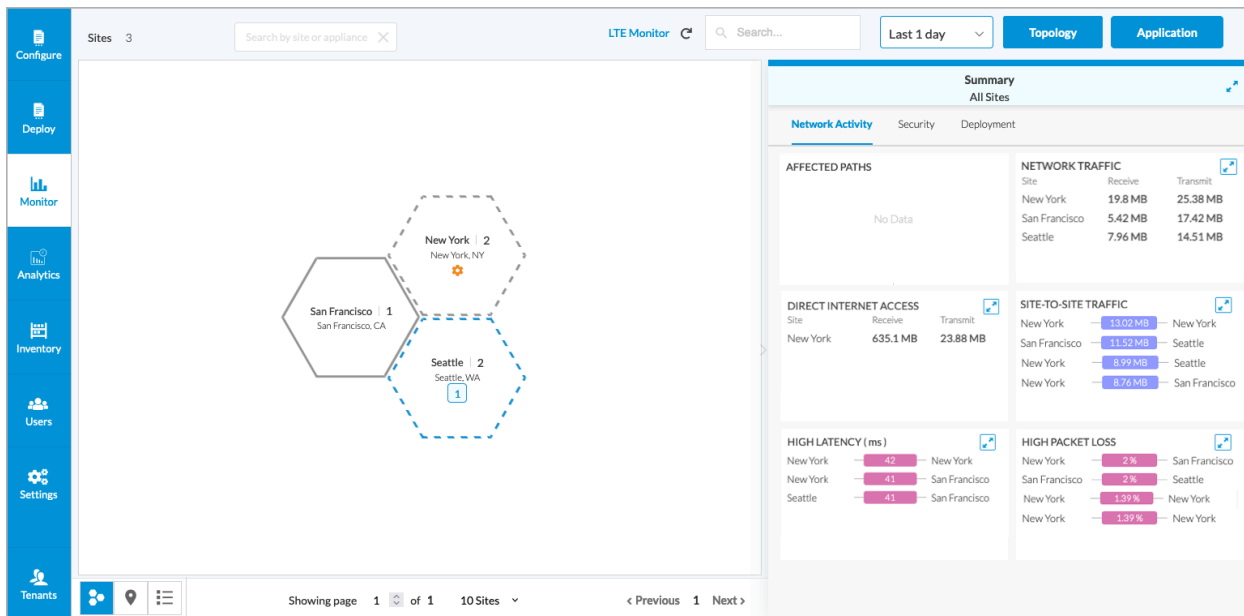 Configure
Deploy
Monitor
Analytics
Inventory
Users
Settings
Tenants
Sites 3
Search by site or appliance
LTE Monitor
Search...
Last 1 day
Topology
Application
New York | 2
New York, NY
San Francisco | 1
San Francisco, CA
Seattle | 2
Seattle, WA
1
Showing page 1 of 1 10 Sites
Previous 1 Next
Summary
All Sites
Network Activity Security Deployment
AFFECTED PATHS
No Data
NETWORK TRAFFIC
Site Receive Transmit
New York 19.8 MB 25.38 MB
San Francisco 5.42 MB 17.42 MB
Seattle 7.96 MB 14.51 MB
DIRECT INTERNET ACCESS
Site Receive Transmit
New York 635.1 MB 23.88 MB
SITE-TO-SITE TRAFFIC
New York 13.02 MB New York
San Francisco 11.52 MB Seattle
New York 8.99 MB Seattle
New York 8.76 MB San Francisco
HIGH LATENCY ( ms )
New York 42 New York
New York 41 San Francisco
Seattle 41 San Francisco
HIGH PACKET LOSS
New York 2 % San Francisco
San Francisco 2 % Seattle
New York 1.39 % New York
New York 1.39 % New York